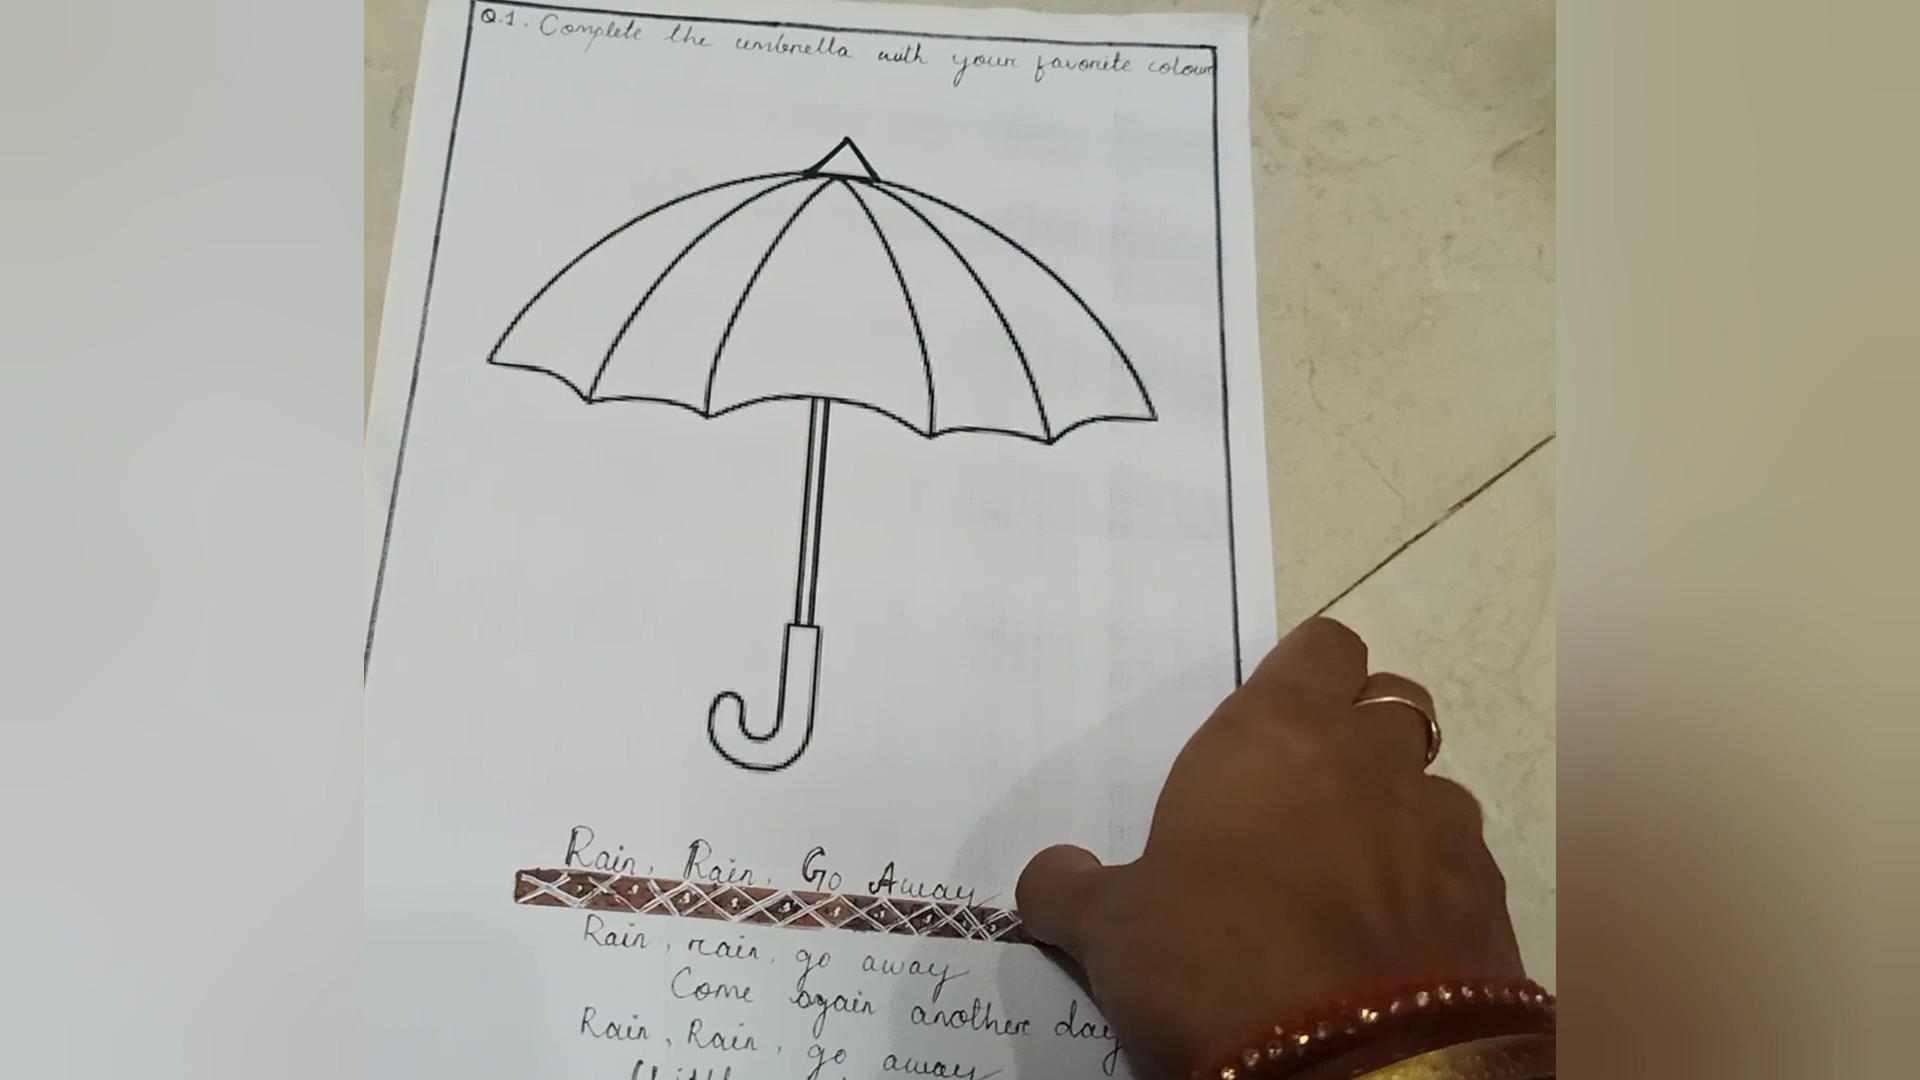 Q.1. Complete the umbrella with your favorite colour
Rain, Rain, Go Away
Rain, rain, go away
Come again another day
Rain, Rain, go away